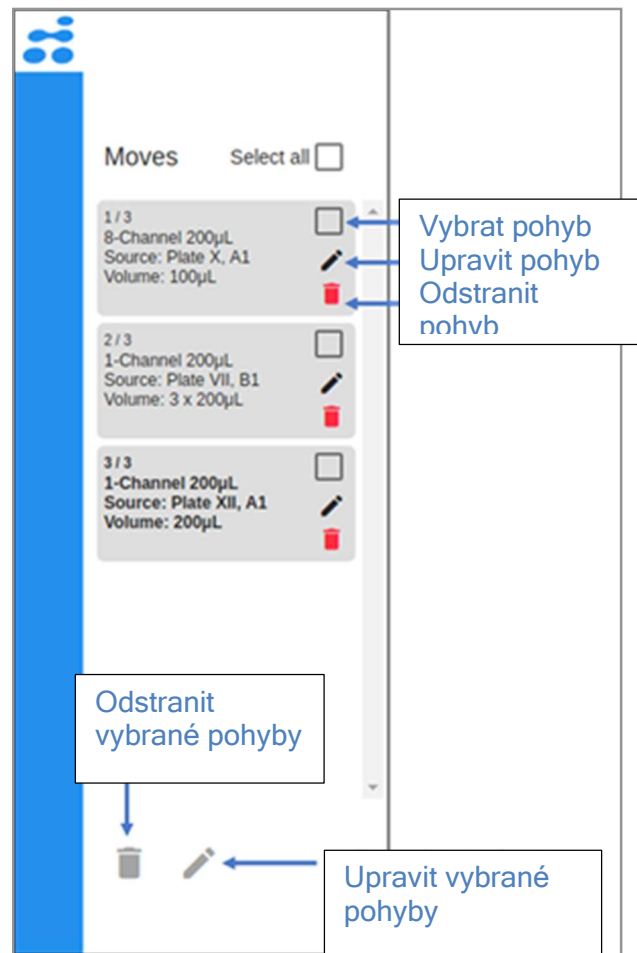 Moves Select all
1 / 3
8-Channel 200µL
Source: Plate X, A1
Volume: 100µL
Vybrat pohyb
Upravit pohyb
Odstranit
pohyb
2 / 3
1-Channel 200µL
Source: Plate VII, B1
Volume: 3 x 200µL
3 / 3
1-Channel 200µL
Source: Plate XII, A1
Volume: 200µL
Odstranit
vybrané pohyby
Upravit vybrané
pohyby